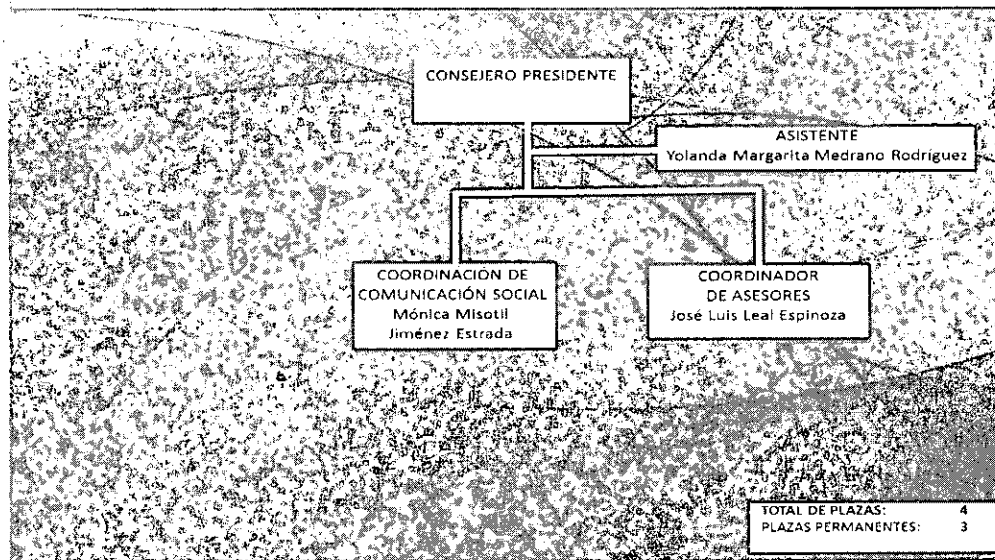 CONSEJERO PRESIDENTE
ASISTENTE
Yolanda Margarita Medrano Rodríguez
COORDINACIÓN DE
COMUNICACIÓN SOCIAL
Mónica Misotil
Jiménez Estrada
COORDINADOR
DE ASESORES
José Luis Leal Espinoza
TOTAL DE PLAZAS: 4
PLAZAS PERMANENTES: 3